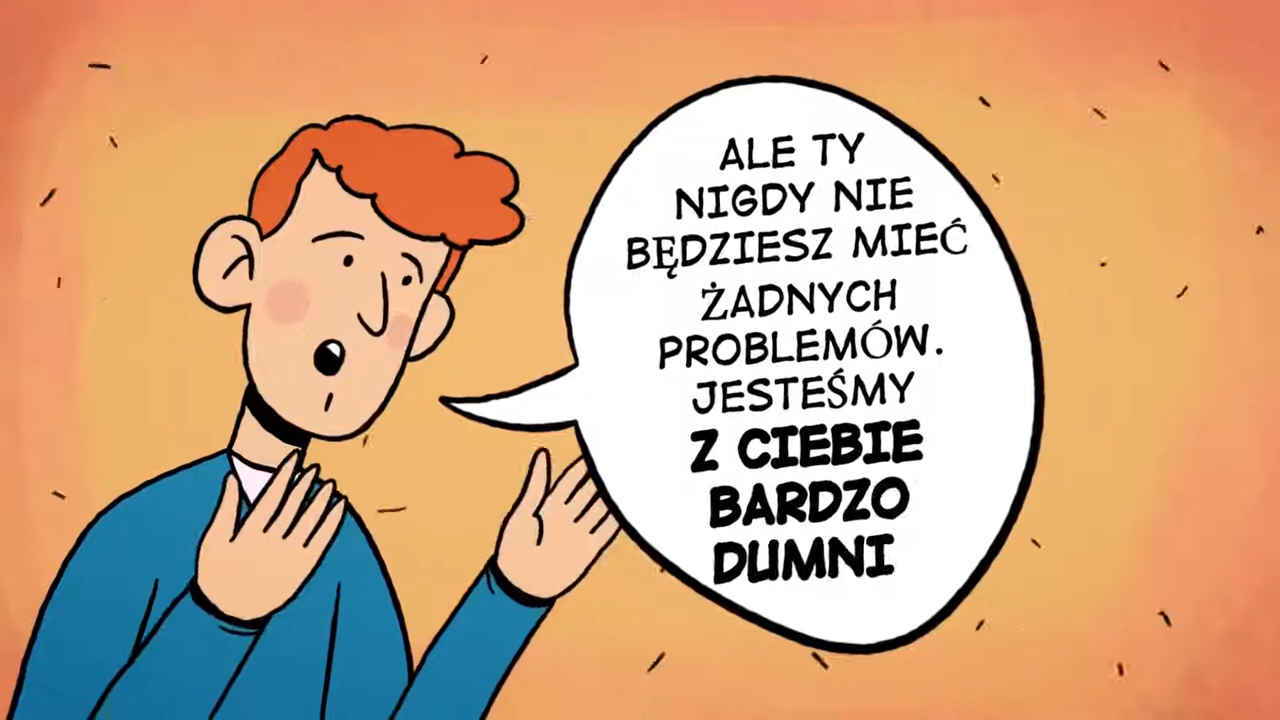 ALE TY
NIGDY NIE
BĘDZIESZ MIEĆ
ŻADNYCH
PROBLEMÓW.
JESTEŚMY
Z CIEBIE
BARDZO
DUMNI